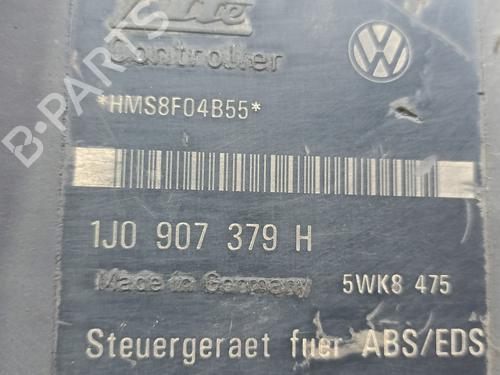 Controller
*HMS8F04B55*
1J0 907 379 H
Made in Germany
5WK8 475
Steuergeraet fuer ABS/EDS
B-PARTS